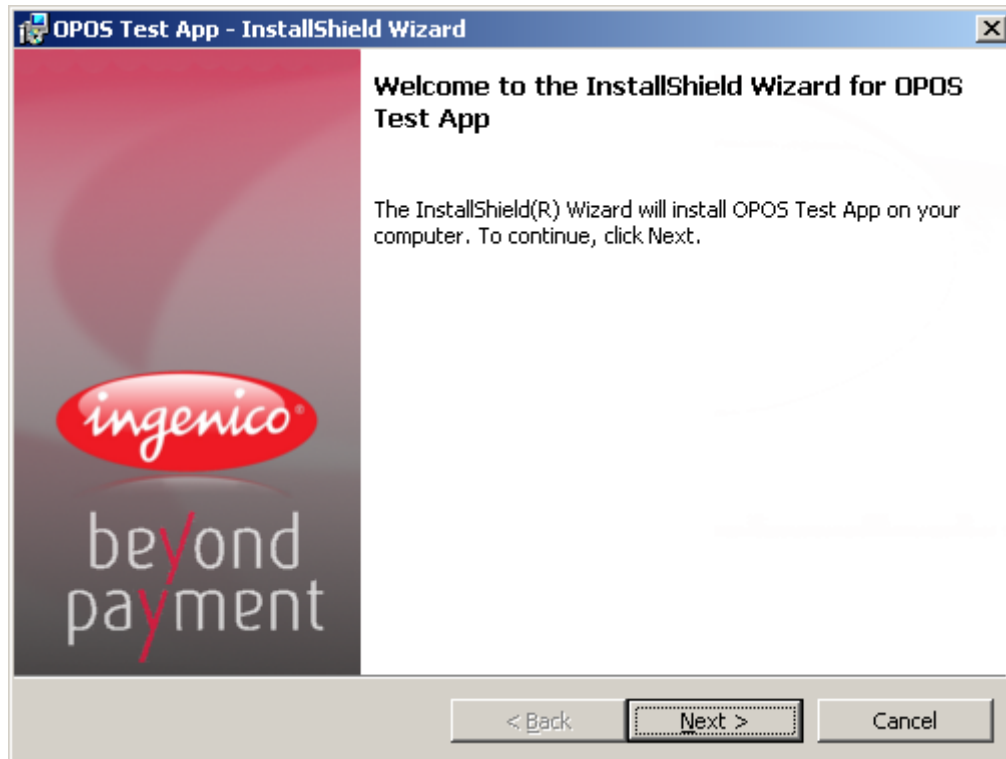 OPOS Test App - InstallShield Wizard
Welcome to the InstallShield Wizard for OPOS
Test App
The InstallShield(R) Wizard will install OPOS Test App on your
computer. To continue, click Next.
ingenico®
beyond
payment
< Back
Next >
Cancel